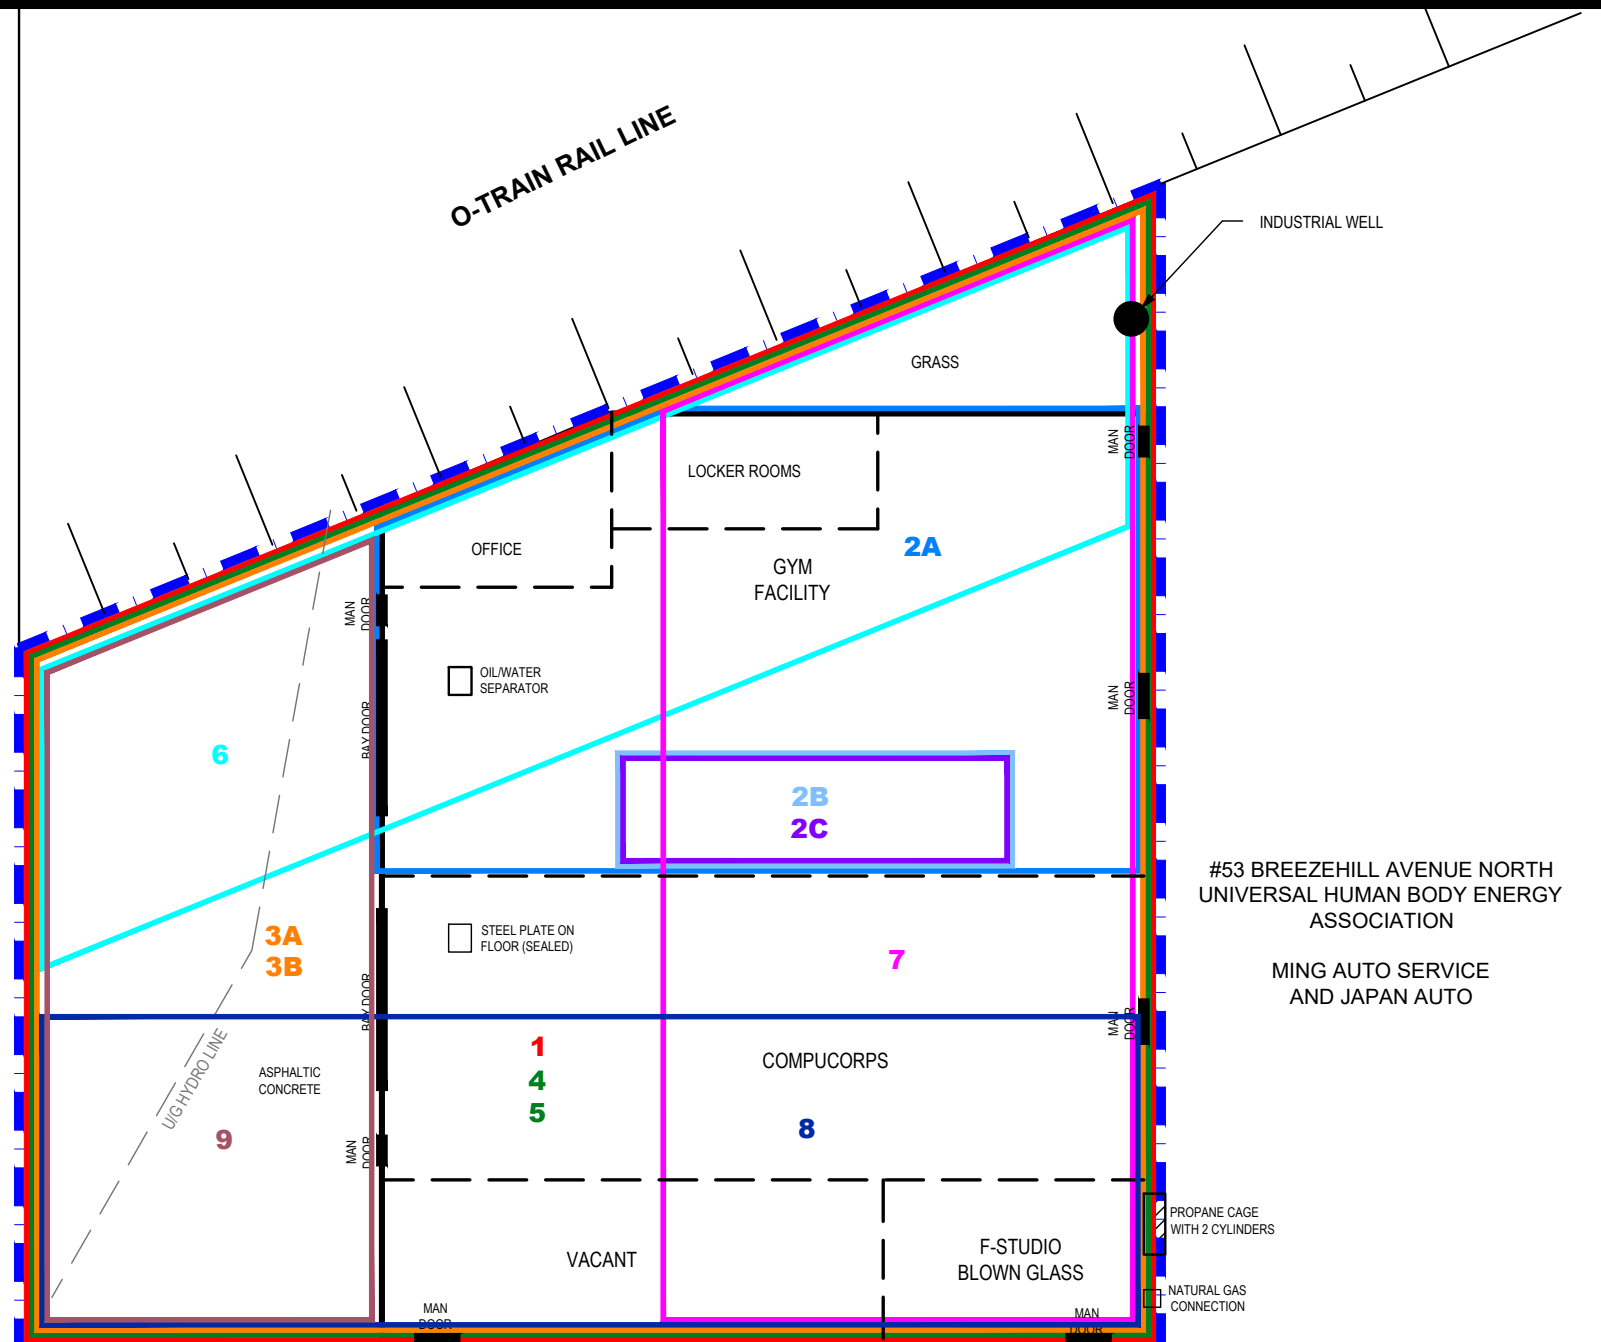 O-TRAIN RAIL LINE
INDUSTRIAL WELL
GRASS
MAN
DOOR
LOCKER ROOMS
OFFICE
2A
GYM
FACILITY
MAN
DOOR
OIL/WATER
SEPARATOR
MAN
DOOR
BAY DOOR
6
2B
2C
#53 BREEZEHILL AVENUE NORTH
UNIVERSAL HUMAN BODY ENERGY
ASSOCIATION
MING AUTO SERVICE
AND JAPAN AUTO
3A
3B
STEEL PLATE ON
FLOOR (SEALED)
7
BAY DOOR
MAN
DOOR
1
4
5
COMPUCORPS
8
U/G HYDRO LINE
ASPHALTIC
CONCRETE
9
MAN
DOOR
PROPANE CAGE
WITH 2 CYLINDERS
VACANT
F-STUDIO
BLOWN GLASS
NATURAL GAS
CONNECTION
MAN
DOOR
MAN
DOOR